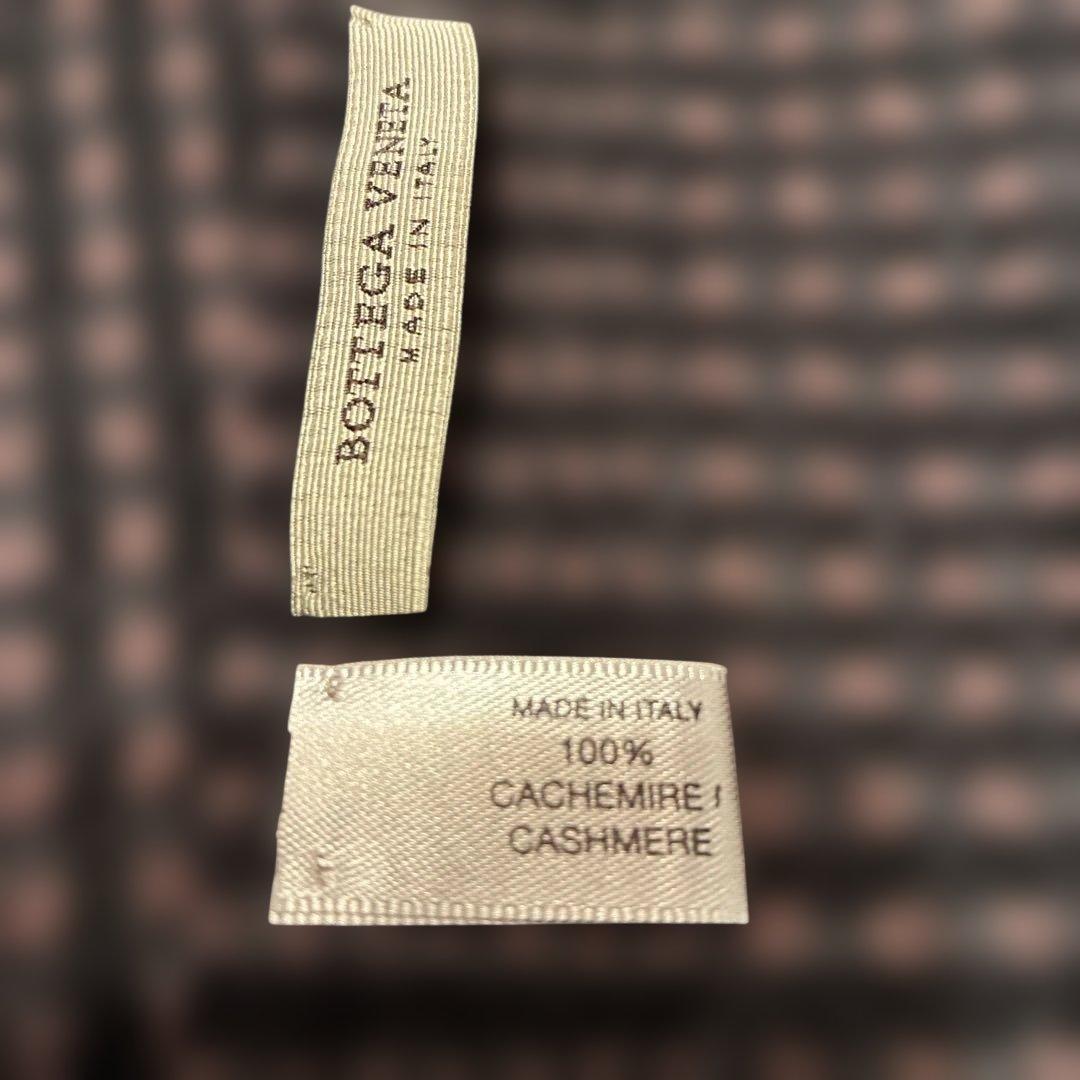 BOTTEGA VENETA
MADE IN ITALY
MADE IN ITALY
100%
CACHEMIRE /
CASHMERE